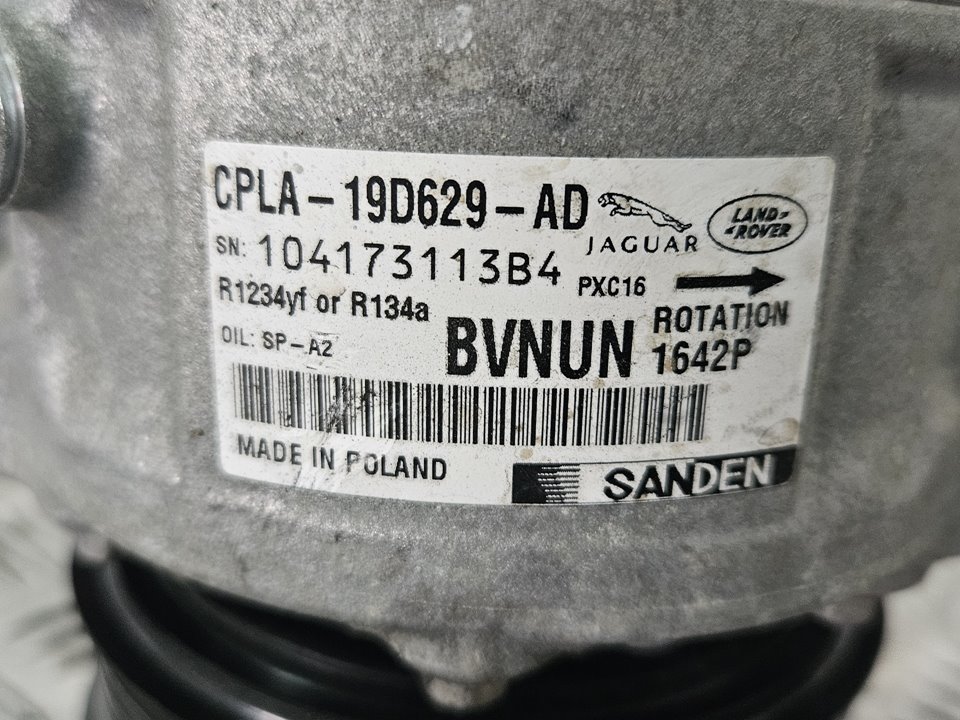 CPLA-19D629-AD
JAGUAR
LAND-
ROVER
SN: 104173113B4
PXC16
R1234yf or R134a
ROTATION
OIL: SP-A2
BVNUN
1642P
MADE IN POLAND
SANDEN